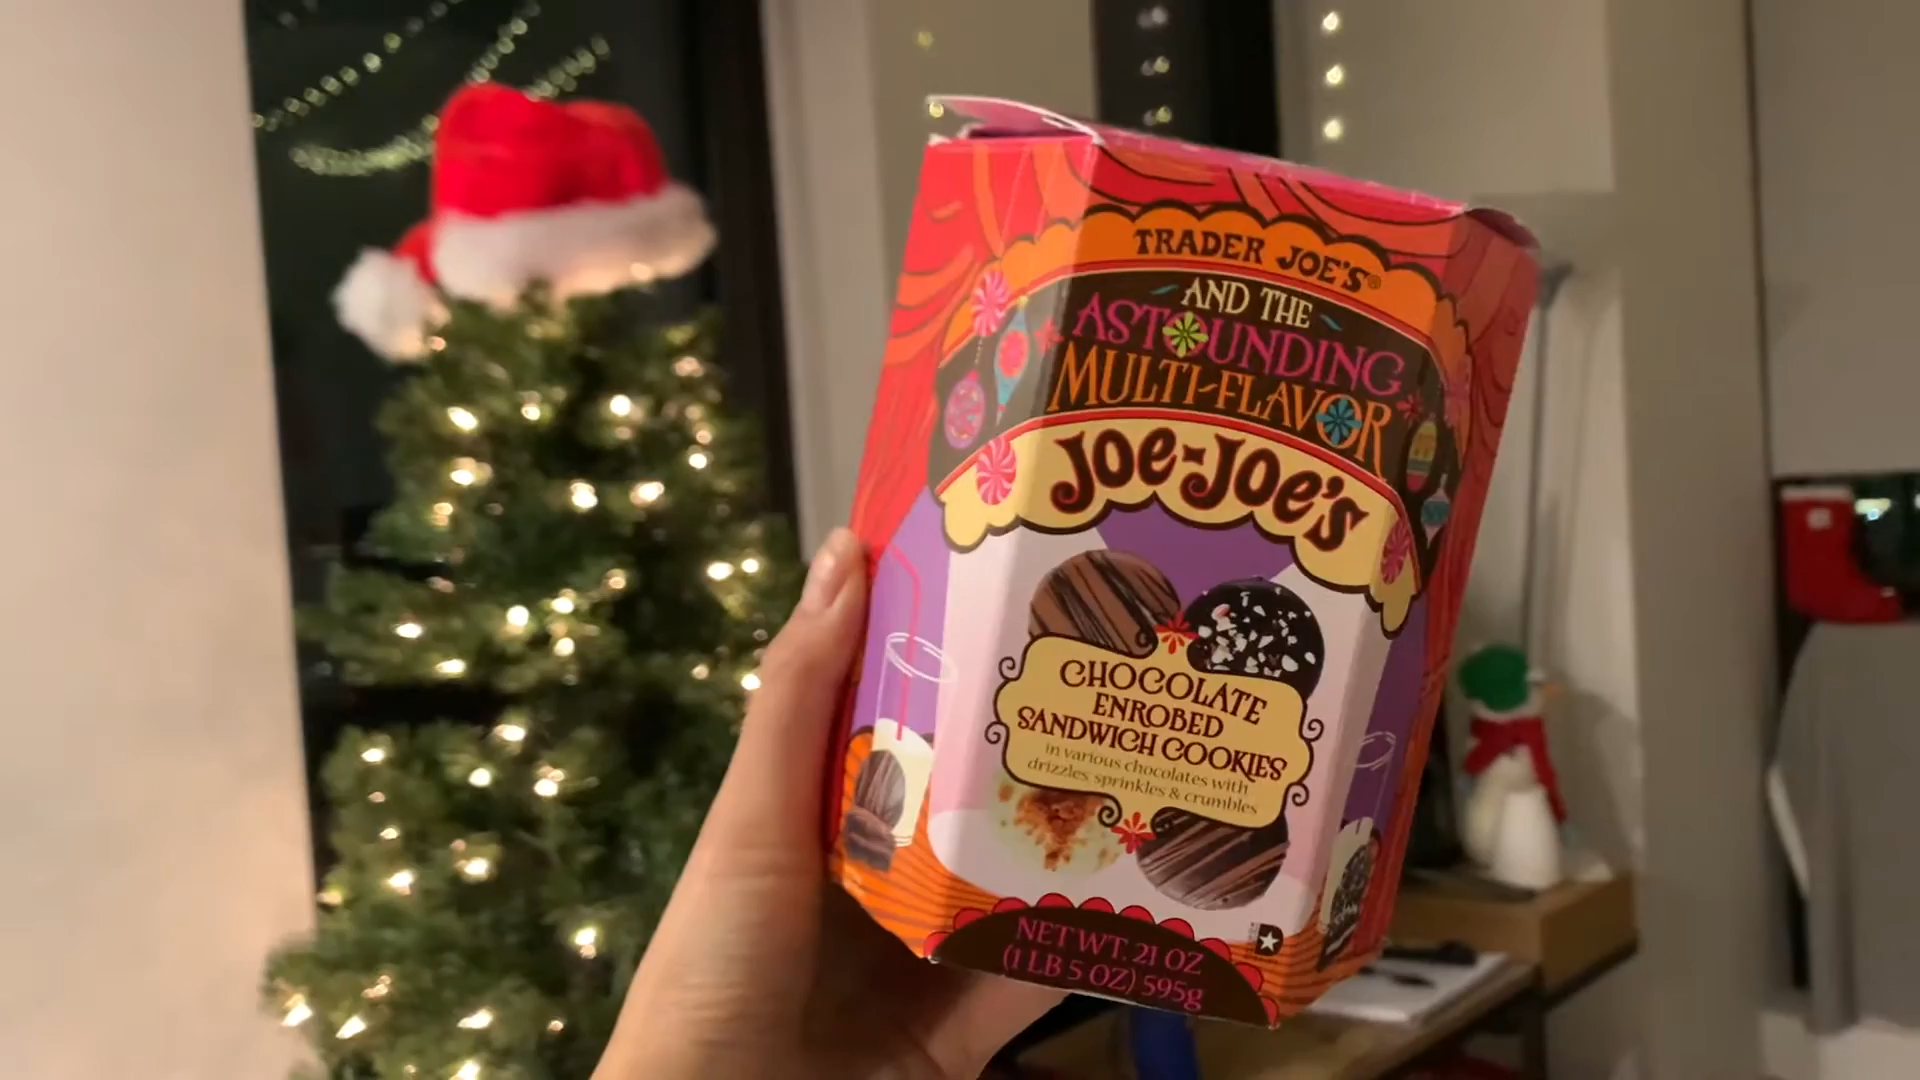 TRADER JOE'S®
AND THE
ASTOUNDING
MULTI-FLAVOR
JOE-JOE'S
CHOCOLATE
ENROBED
SANDWICH COOKIES
in various chocolates with
drizzles, sprinkles & crumbles
NET WT. 21 OZ
(1 LB 5 OZ) 595g